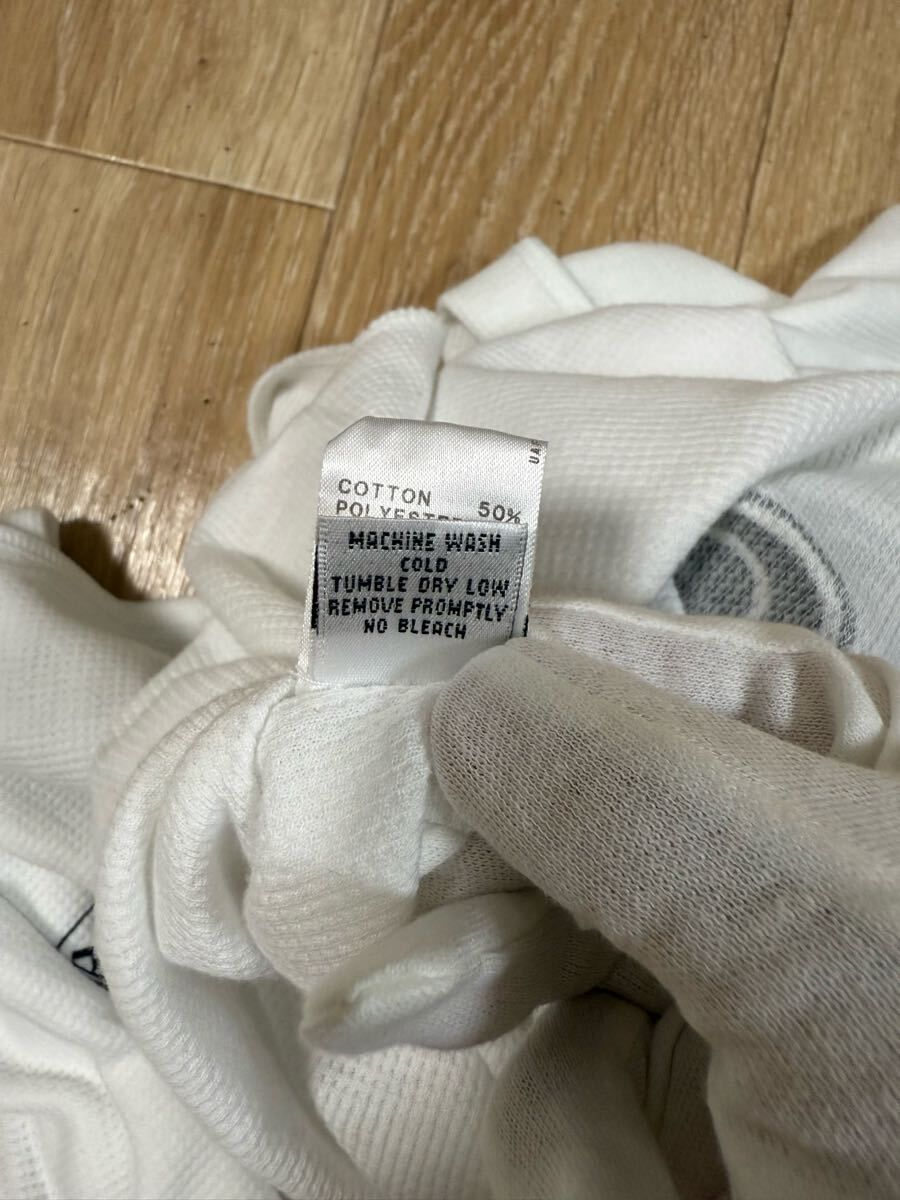 COTTON 50%
MACHINE WASH
COLD
TUMBLE DRY LOW
REMOVE PROMPTLY
NO BLEACH